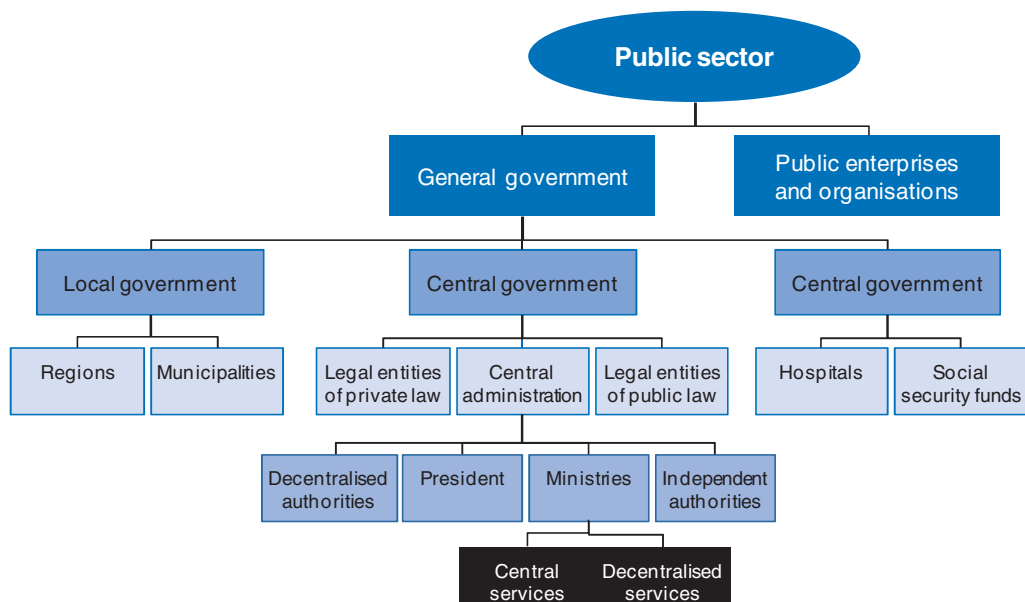 Public sector
General government
Public enterprises
and organisations
Local government
Central government
Central government
Regions
Municipalities
Legal entities
of private law
Central
administration
Legal entities
of public law
Hospitals
Social
security funds
Decentralised
authorities
President
Ministries
Independent
authorities
Central
services
Decentralised
services